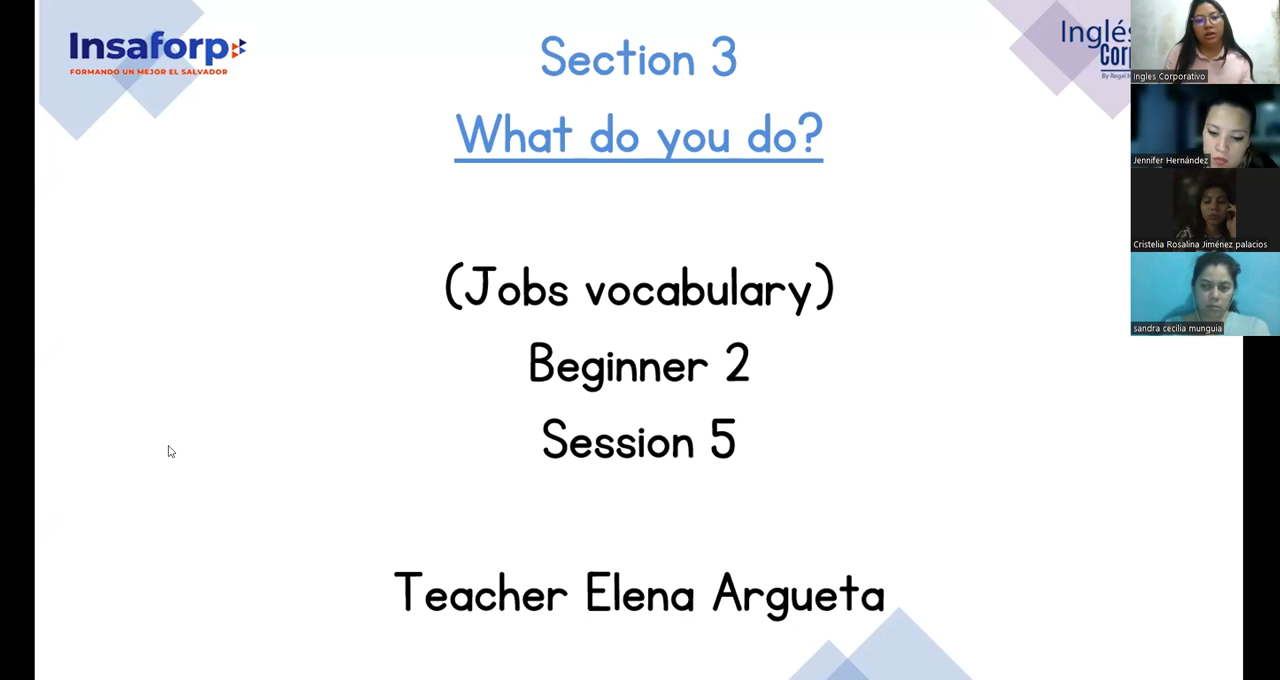 Insaforp
FORMANDO UN MEJOR EL SALVADOR
Section 3
What do you do?
(Jobs vocabulary)
Beginner 2
Session 5
Teacher Elena Argueta
Ingles Corporativo
Jennifer Hernández
Cristelia Rosalina Jiménez palacios
sandra cecilia munguia